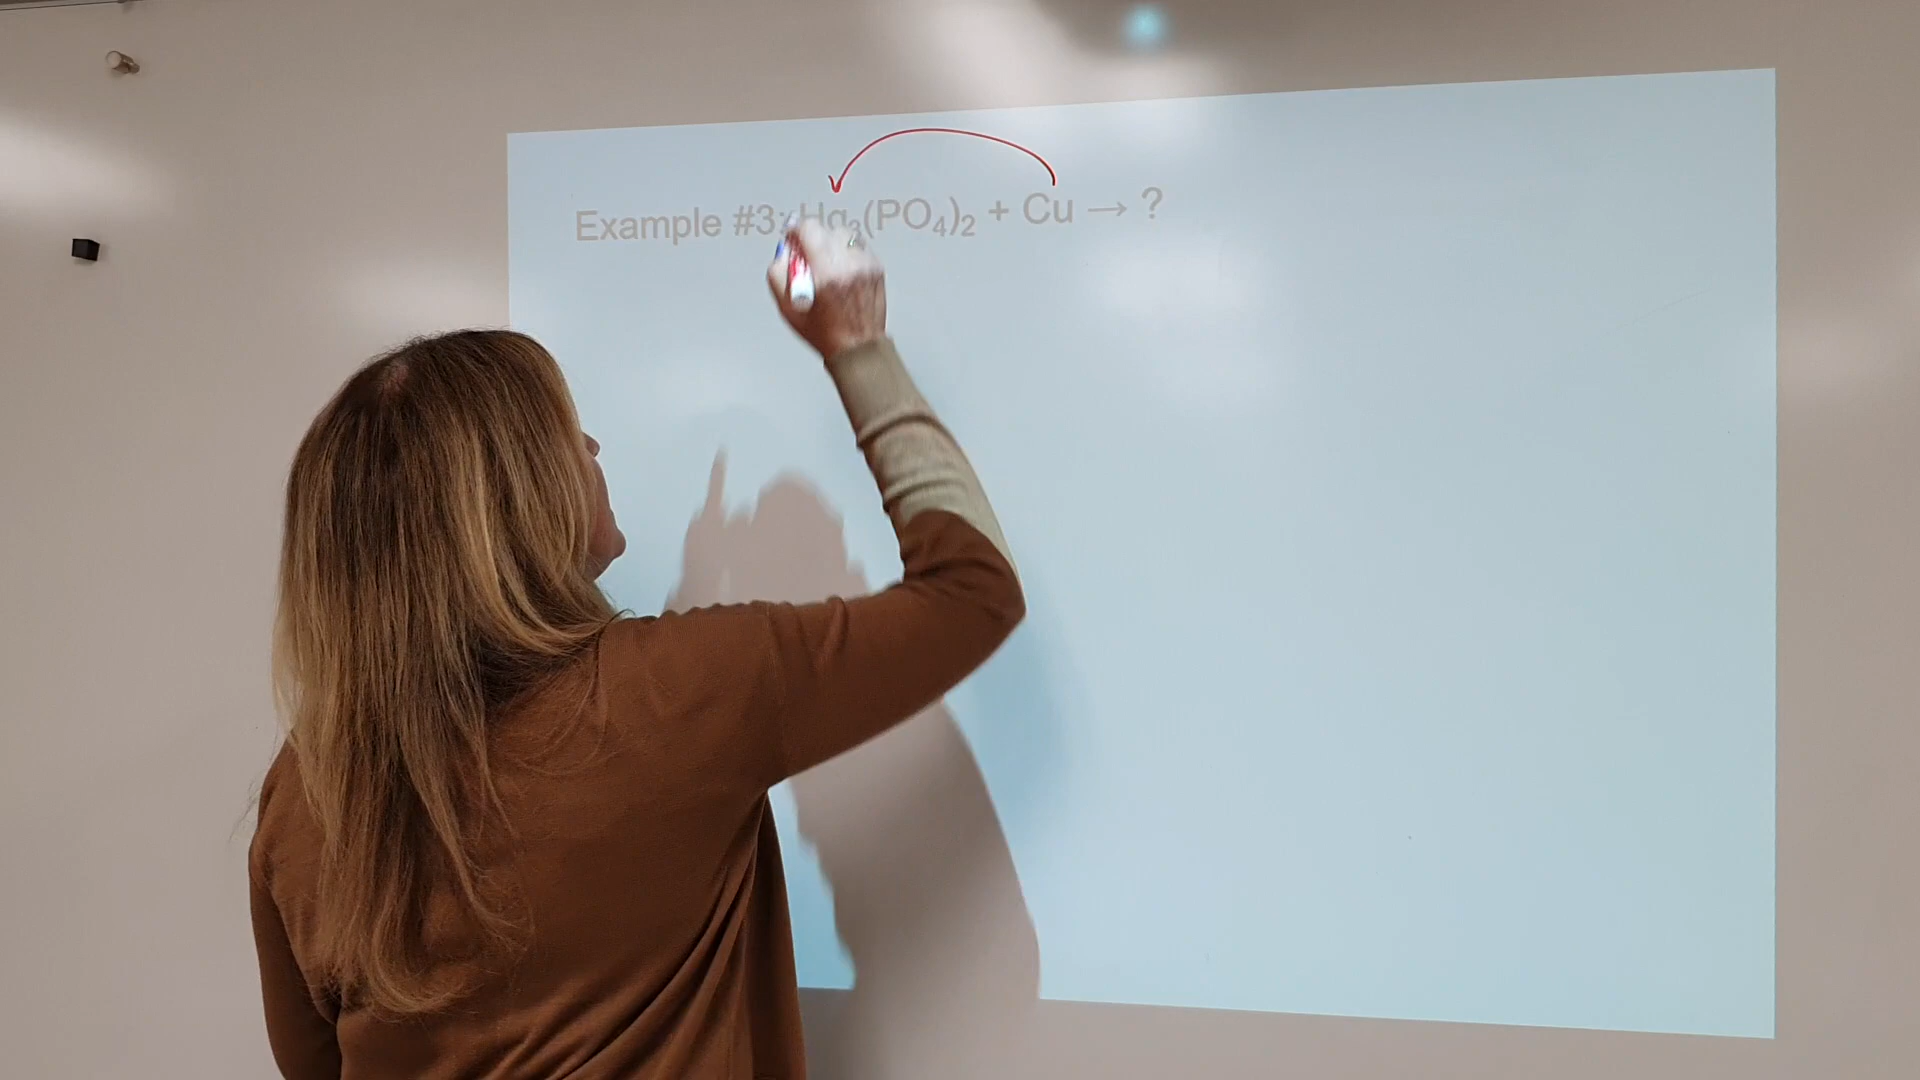 Example #3: Hg₃(PO₄)₂ + Cu → ?